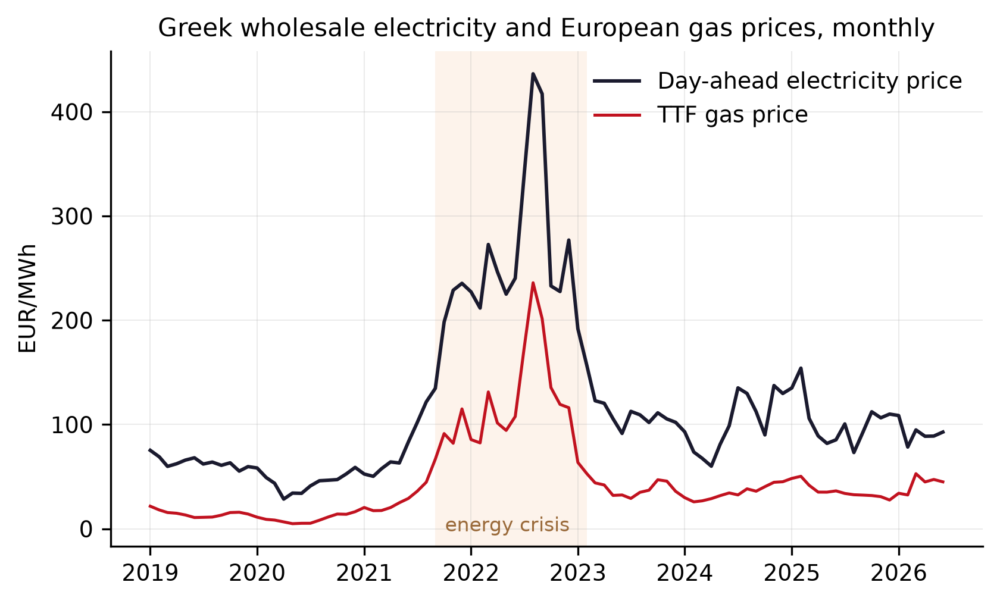 Greek wholesale electricity and European gas prices, monthly
Day-ahead electricity price
TTF gas price
EUR/MWh
400
300
200
100
0
energy crisis
2019 2020 2021 2022 2023 2024 2025 2026